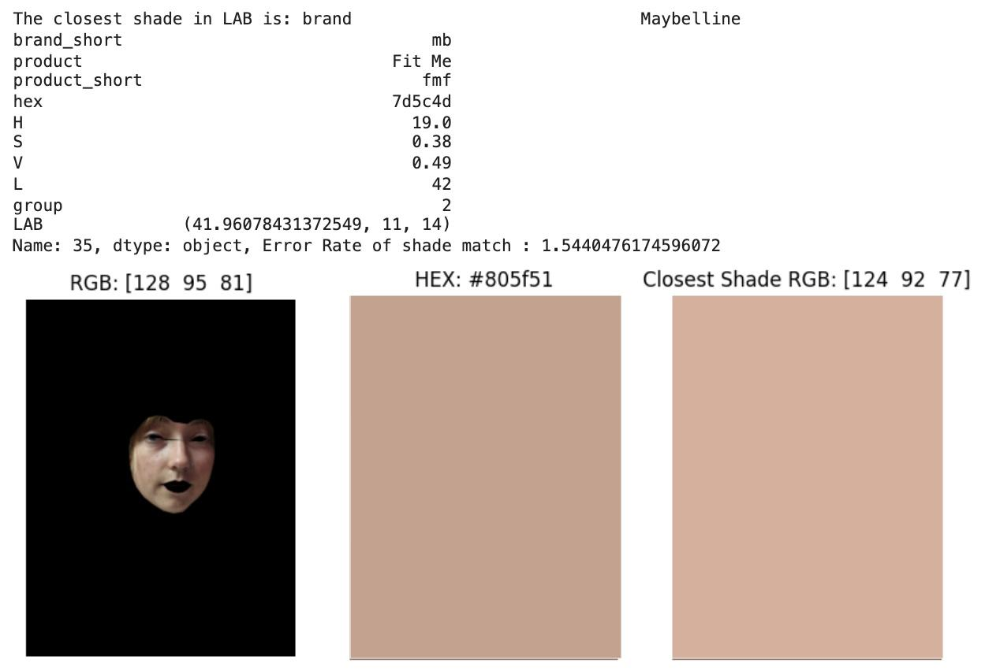 The closest shade in LAB is: brand Maybelline
brand_short mb
product Fit Me
product_short fmf
hex 7d5c4d
H 19.0
S 0.38
V 0.49
L 42
group 2
LAB (41.96078431372549, 11, 14)
Name: 35, dtype: object, Error Rate of shade match : 1.5440476174596072
RGB: [128 95 81]
HEX: #805f51
Closest Shade RGB: [124 92 77]